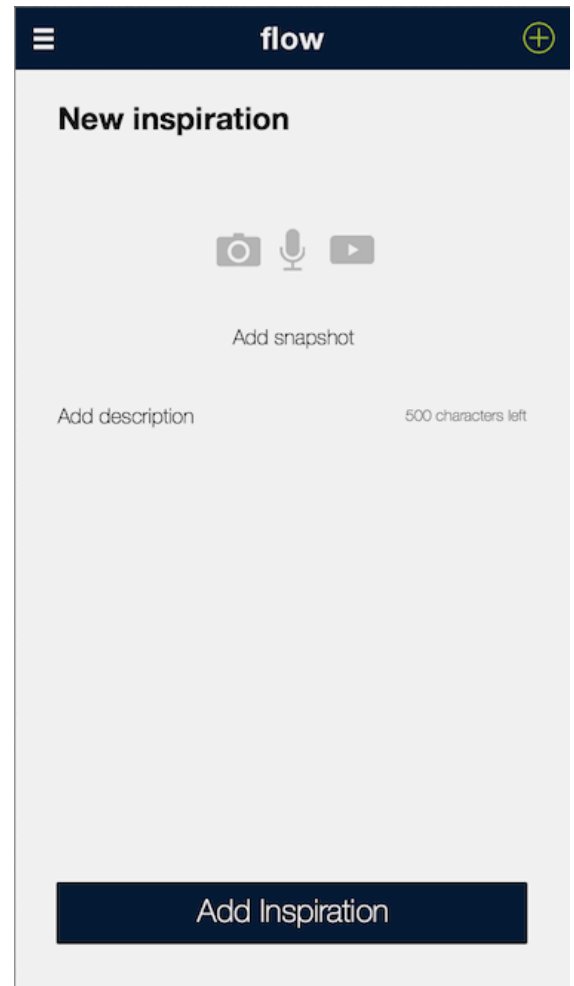 flow
New inspiration
Add snapshot
Add description 500 characters left
Add Inspiration